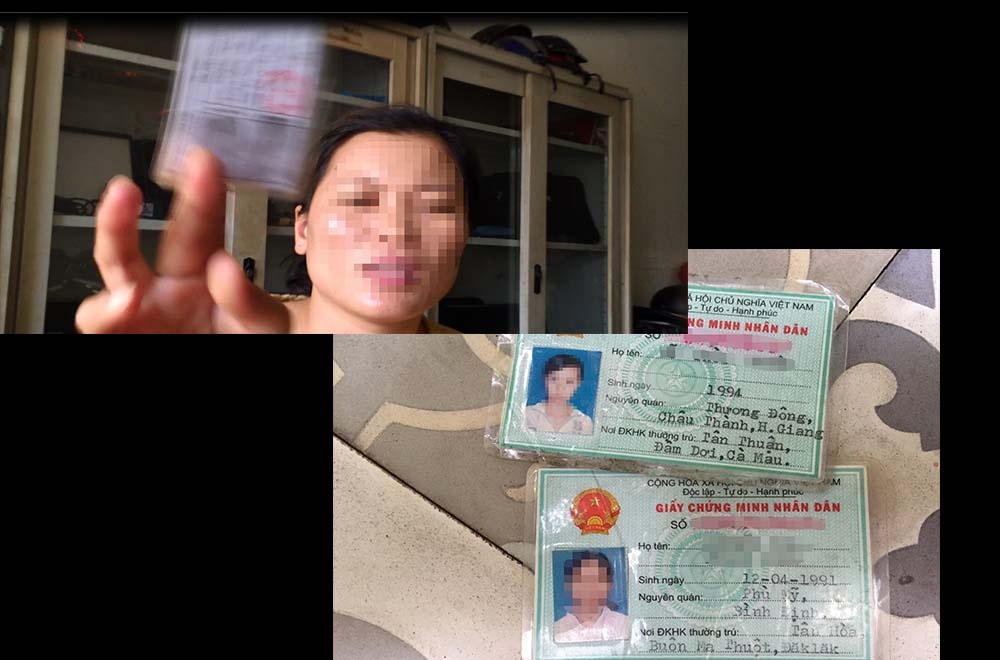 Ã HỘI CHỦ NGHĨA VIỆT NAM
- Tự do - Hạnh phúc
NG MINH NHÂN DÂN
Họ tên:
Sinh ngày 1994
Nguyên quán: Thượng Đông,
Châu Thành, H. Giang
Nơi ĐKHK thường trú: Tân Thuận,
Đầm Dơi, Cà Mau.
CỘNG HÒA XÃ HỘI CHỦ NGHĨA VIỆT NAM
Độc lập - Tự do - Hạnh phúc
GIẤY CHỨNG MINH NHÂN DÂN
SỐ
Họ tên:
Sinh ngày 12-04-1991
Nguyên quán: Phù Mỹ,
Bình Định.
Nơi ĐKHK thường trú: Tân Hòa,
Buôn Ma Thuột, Đăklăk